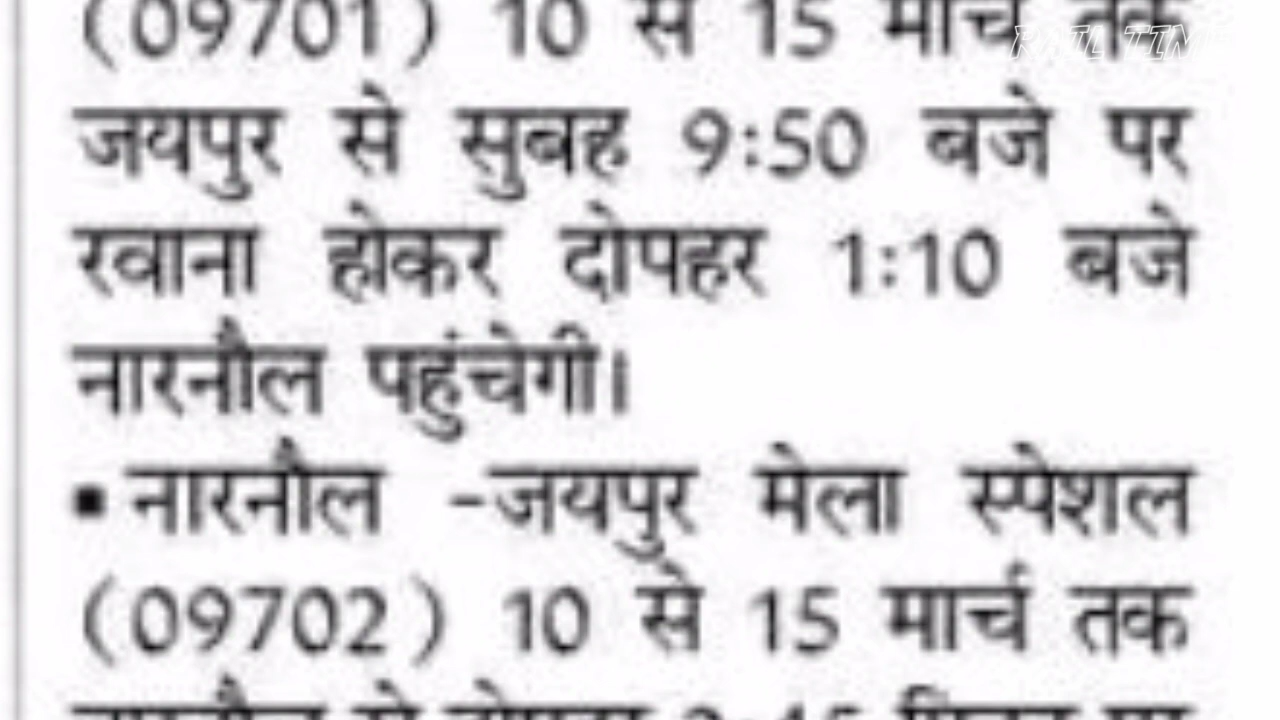 (09701) 10 से 15 मार्च तक
जयपुर से सुबह 9:50 बजे पर
रवाना होकर दोपहर 1:10 बजे
नारनौल पहुंचेगी।
▪ नारनौल -जयपुर मेला स्पेशल
(09702) 10 से 15 मार्च तक